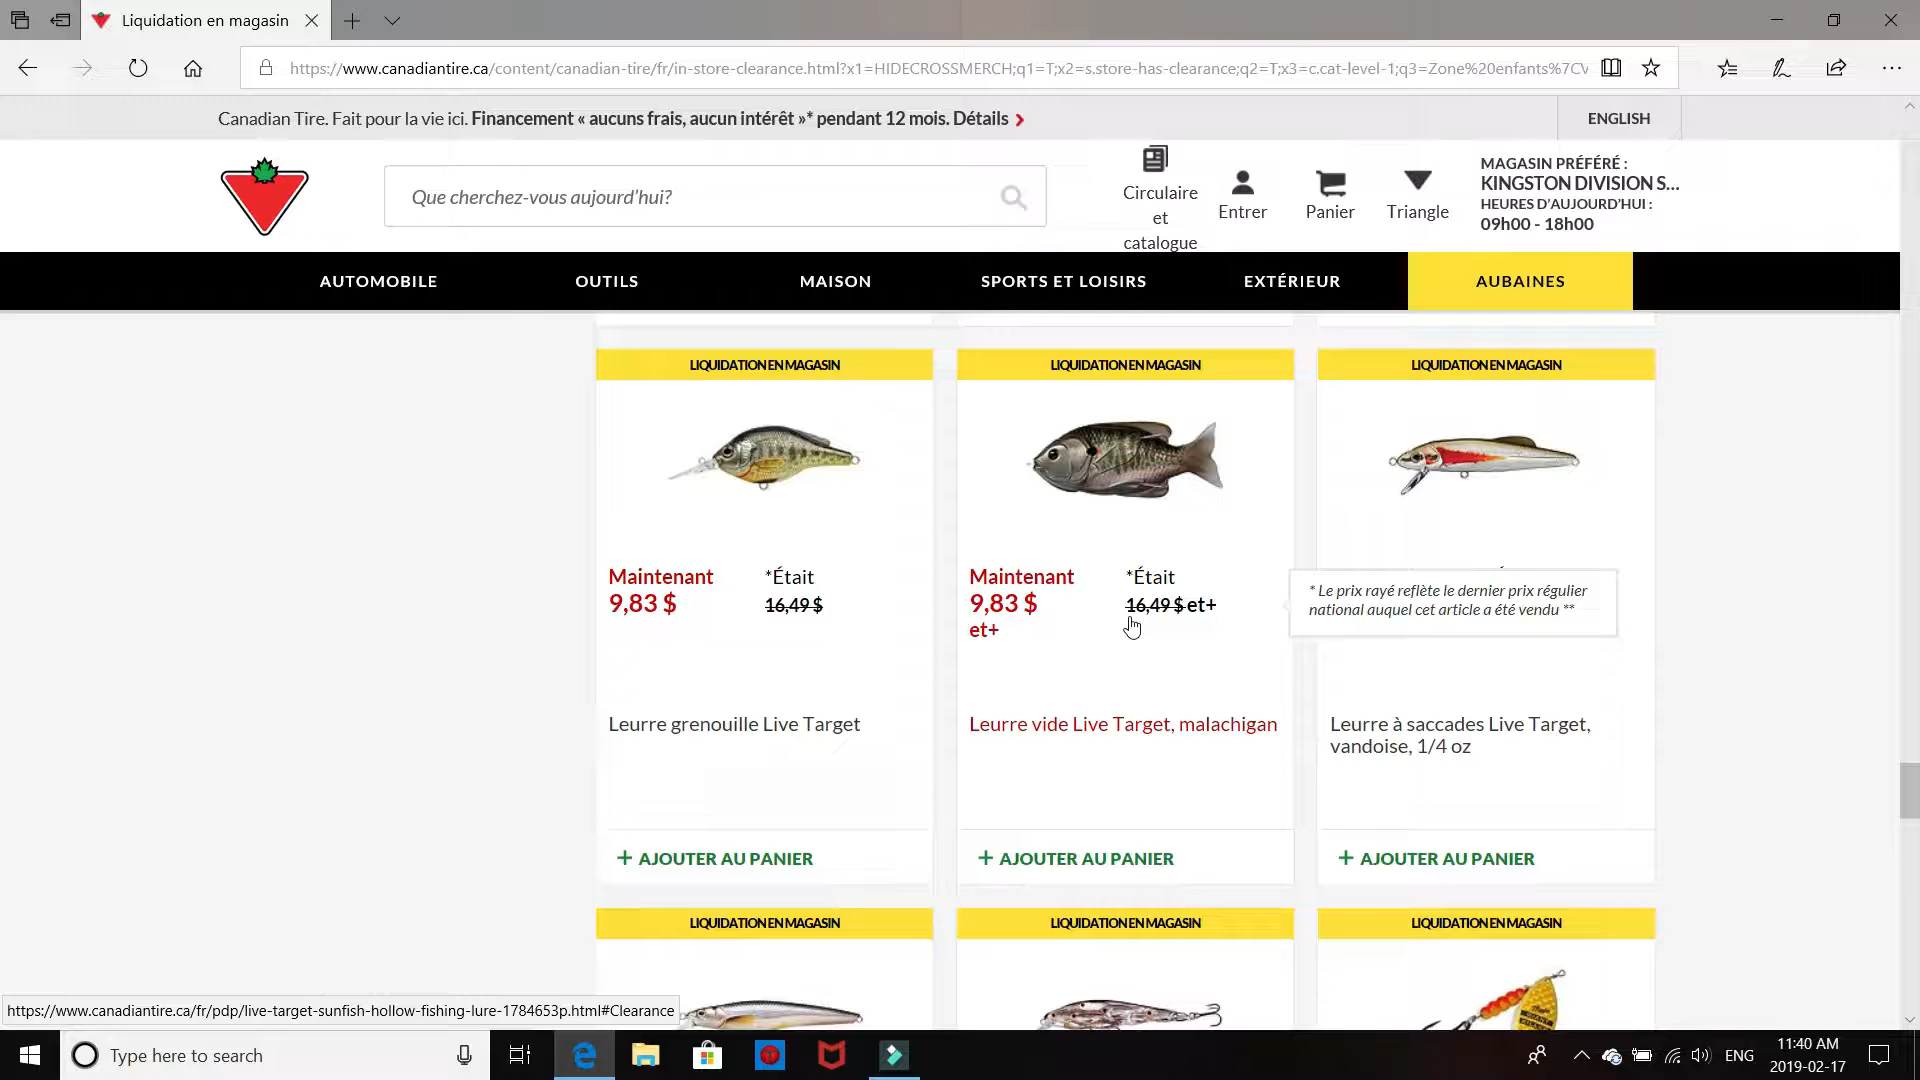 Liquidation en magasin
https://www.canadiantire.ca/content/canadian-tire/fr/in-store-clearance.html?x1=HIDECROSSMERCH;q1=T;x2=s.store-has-clearance;q2=T;x3=c.cat-level-1;q3=Zone%20enfants%7CV
Canadian Tire. Fait pour la vie ici. Financement « aucuns frais, aucun intérêt »* pendant 12 mois. Détails
ENGLISH
Que cherchez-vous aujourd'hui?
Circulaire
et
catalogue
Entrer
Panier
Triangle
MAGASIN PRÉFÉRÉ :
KINGSTON DIVISION S...
HEURES D'AUJOURD'HUI :
09h00 - 18h00
AUTOMOBILE OUTILS MAISON SPORTS ET LOISIRS EXTÉRIEUR AUBAINES
LIQUIDATION EN MAGASIN LIQUIDATION EN MAGASIN LIQUIDATION EN MAGASIN
Maintenant *Était
9,83 $ 16,49 $
Maintenant *Était
9,83 $ 16,49 $ et+
et+
* Le prix rayé reflète le dernier prix régulier
national auquel cet article a été vendu **
Leurre grenouille Live Target
Leurre vide Live Target, malachigan
Leurre à saccades Live Target,
vandoise, 1/4 oz
+ AJOUTER AU PANIER + AJOUTER AU PANIER + AJOUTER AU PANIER
LIQUIDATION EN MAGASIN LIQUIDATION EN MAGASIN LIQUIDATION EN MAGASIN
https://www.canadiantire.ca/fr/pdp/live-target-sunfish-hollow-fishing-lure-1784653p.html#Clearance
Type here to search
ENG
11:40 AM
2019-02-17